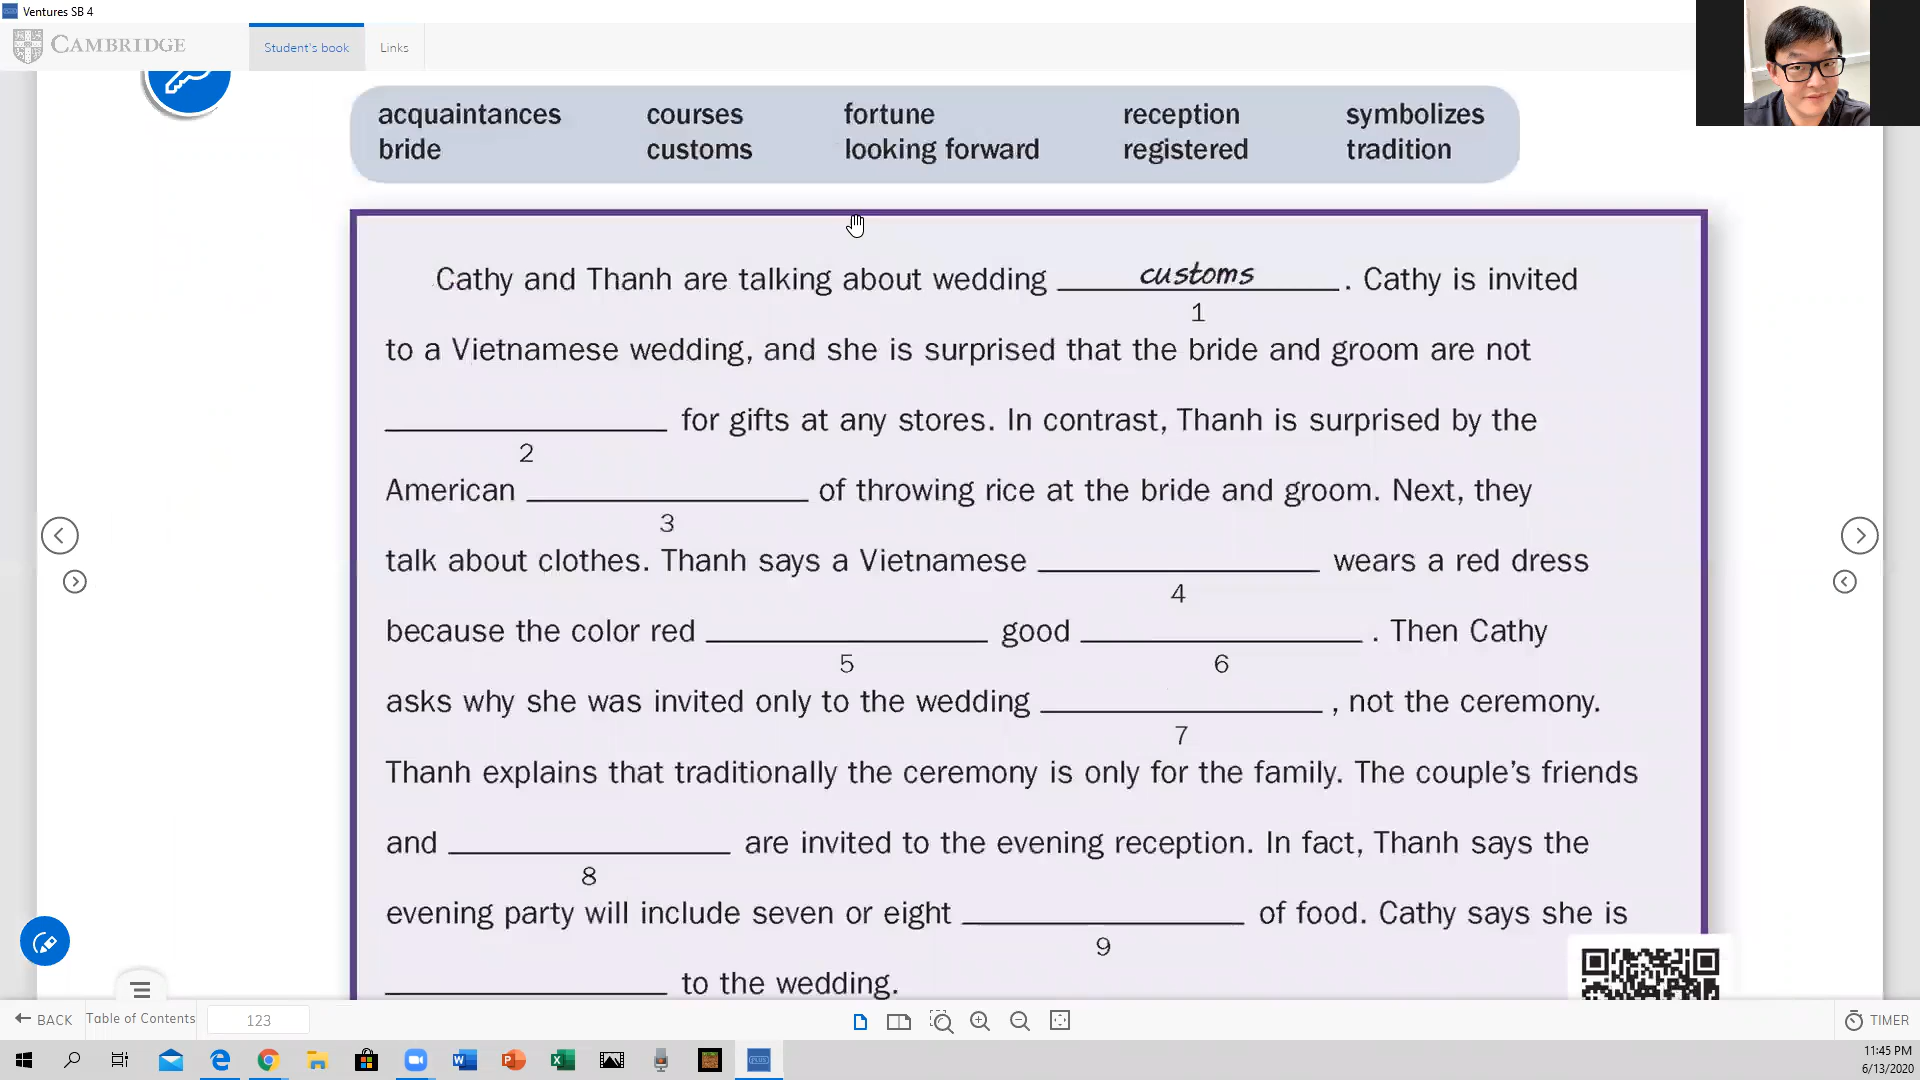 Ventures SB 4
CAMBRIDGE
Student's book
Links
acquaintances courses fortune reception symbolizes
bride customs looking forward registered tradition
Cathy and Thanh are talking about wedding customs . Cathy is invited
1
to a Vietnamese wedding, and she is surprised that the bride and groom are not
for gifts at any stores. In contrast, Thanh is surprised by the
2
American of throwing rice at the bride and groom. Next, they
3
talk about clothes. Thanh says a Vietnamese wears a red dress
4
because the color red good . Then Cathy
5 6
asks why she was invited only to the wedding , not the ceremony.
7
Thanh explains that traditionally the ceremony is only for the family. The couple's friends
and are invited to the evening reception. In fact, Thanh says the
8
evening party will include seven or eight of food. Cathy says she is
9
to the wedding.
BACK Table of Contents 123 TIMER
11:45 PM
6/13/2020